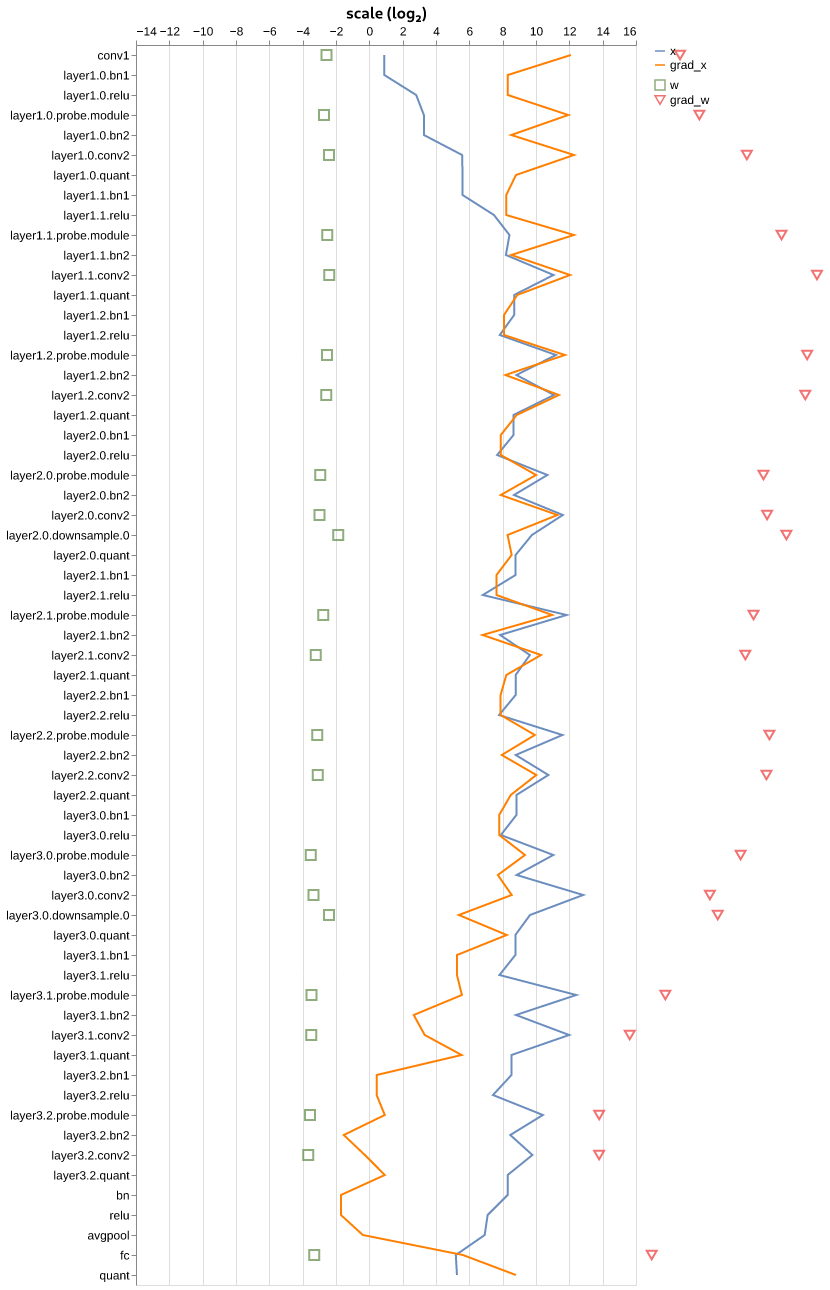 scale (log₂)
−14 −12 −10 −8 −6 −4 −2 0 2 4 6 8 10 12 14 16
x
grad_x
w
grad_w
conv1
layer1.0.bn1
layer1.0.relu
layer1.0.probe.module
layer1.0.bn2
layer1.0.conv2
layer1.0.quant
layer1.1.bn1
layer1.1.relu
layer1.1.probe.module
layer1.1.bn2
layer1.1.conv2
layer1.1.quant
layer1.2.bn1
layer1.2.relu
layer1.2.probe.module
layer1.2.bn2
layer1.2.conv2
layer1.2.quant
layer2.0.bn1
layer2.0.relu
layer2.0.probe.module
layer2.0.bn2
layer2.0.conv2
layer2.0.downsample.0
layer2.0.quant
layer2.1.bn1
layer2.1.relu
layer2.1.probe.module
layer2.1.bn2
layer2.1.conv2
layer2.1.quant
layer2.2.bn1
layer2.2.relu
layer2.2.probe.module
layer2.2.bn2
layer2.2.conv2
layer2.2.quant
layer3.0.bn1
layer3.0.relu
layer3.0.probe.module
layer3.0.bn2
layer3.0.conv2
layer3.0.downsample.0
layer3.0.quant
layer3.1.bn1
layer3.1.relu
layer3.1.probe.module
layer3.1.bn2
layer3.1.conv2
layer3.1.quant
layer3.2.bn1
layer3.2.relu
layer3.2.probe.module
layer3.2.bn2
layer3.2.conv2
layer3.2.quant
bn
relu
avgpool
fc
quant